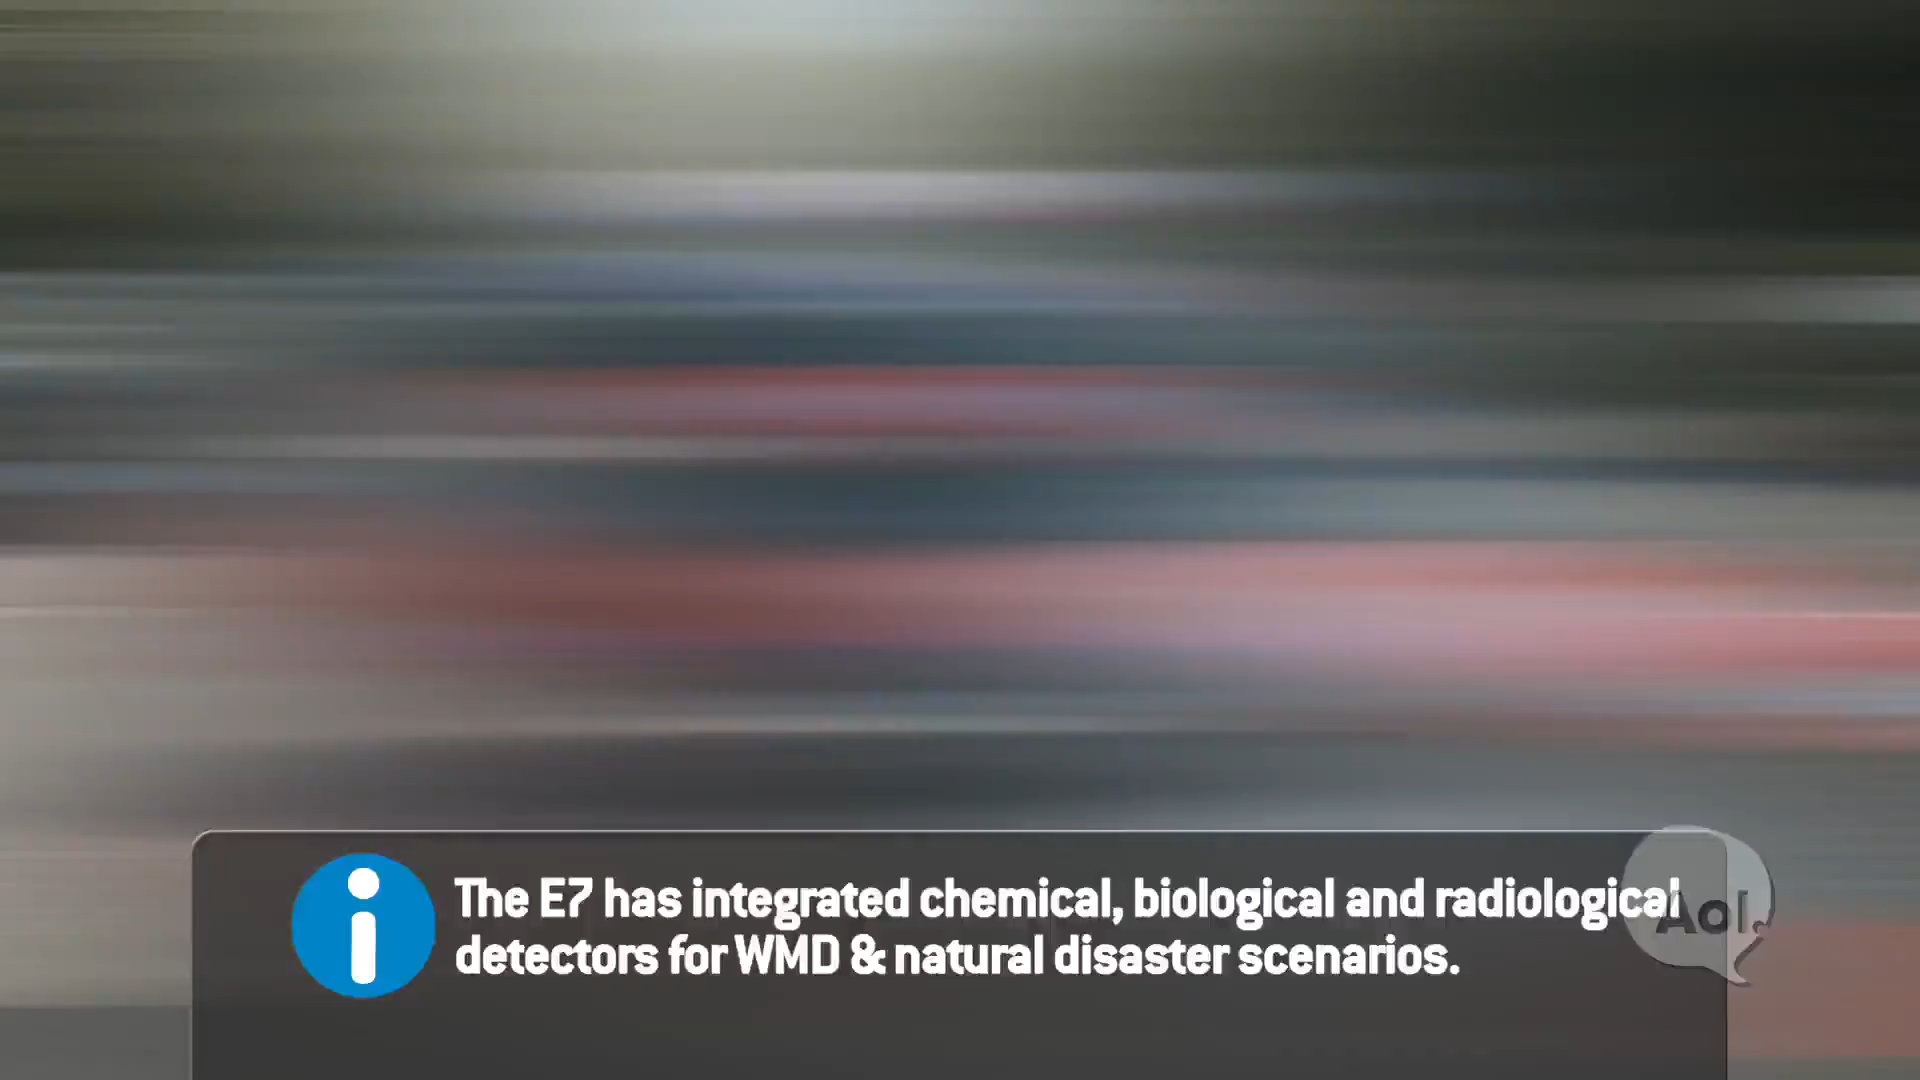 The E7 has integrated chemical, biological and radiological
detectors for WMD & natural disaster scenarios.
Aol.